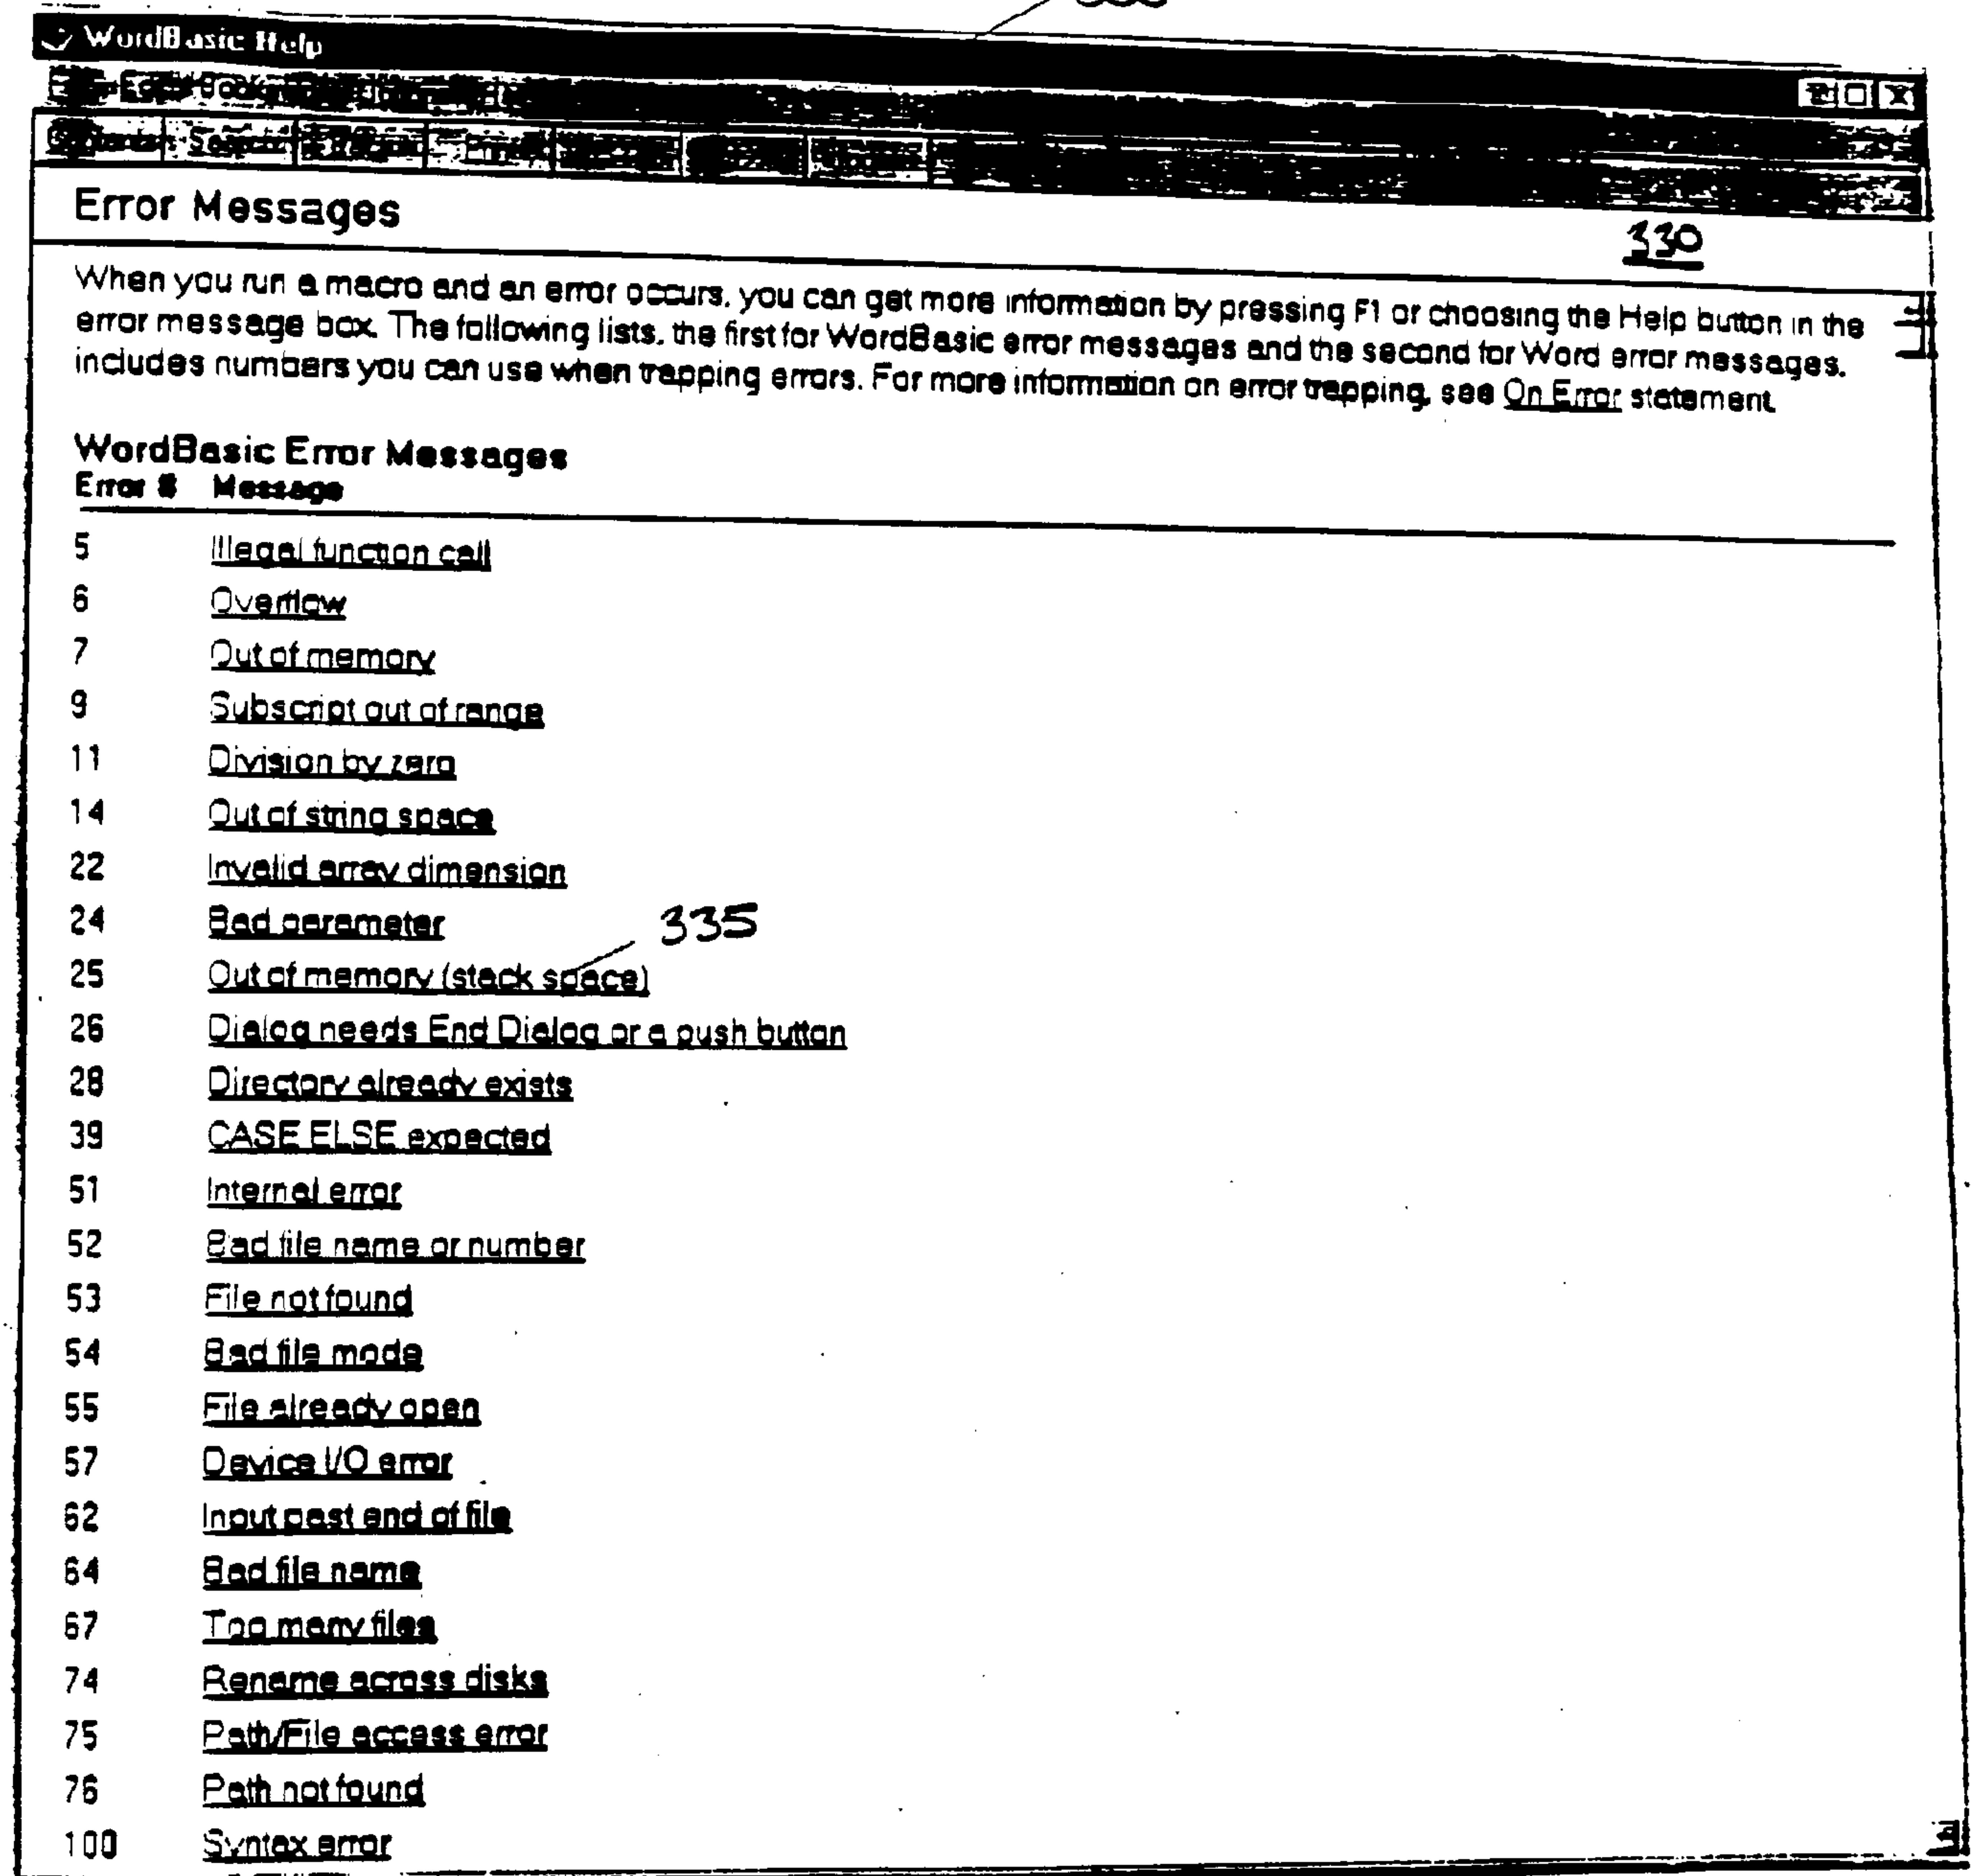 WordBasic Help
Error Messages
330
When you run a macro and an error occurs, you can get more information by pressing F1 or choosing the Help button in the
error message box. The following lists, the first for WordBasic error messages and the second for Word error messages,
includes numbers you can use when trapping errors. For more information on error trapping, see On Error statement.
WordBasic Error Messages
Error # Message
5 Illegal function call
6 Overflow
7 Out of memory
9 Subscript out of range
11 Division by zero
14 Out of string space
22 Invalid array dimension
24 Bad parameter
335
25 Out of memory (stack space)
26 Dialog needs End Dialog or a push button
28 Directory already exists
39 CASE ELSE expected
51 Internal error
52 Bad file name or number
53 File not found
54 Bad file mode
55 File already open
57 Device I/O error
62 Input past end of file
64 Bad file name
67 Too many files
74 Rename across disks
75 Path/File access error
76 Path not found
100 Syntax error